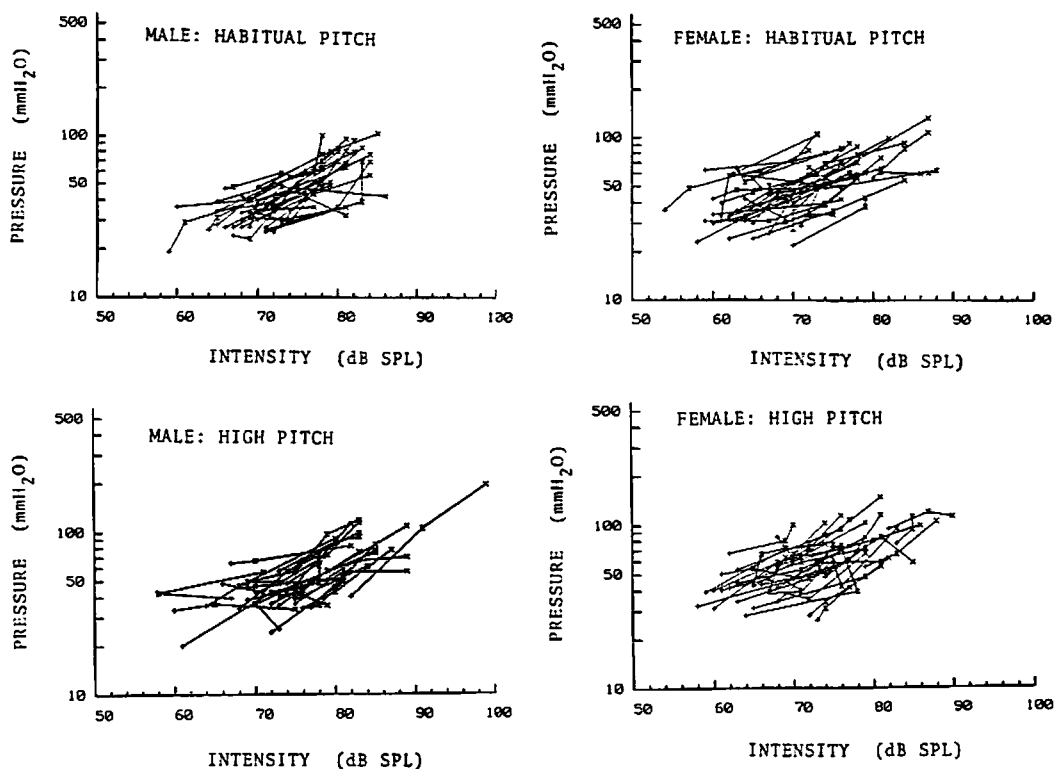 MALE: HABITUAL PITCH
PRESSURE (mmH₂O)
500
100
50
10
50 60 70 80 90 100
INTENSITY (dB SPL)
FEMALE: HABITUAL PITCH
PRESSURE (mmH₂O)
500
100
50
10
50 60 70 80 90 100
INTENSITY (dB SPL)
MALE: HIGH PITCH
PRESSURE (mmH₂O)
500
100
50
10
50 60 70 80 90 100
INTENSITY (dB SPL)
FEMALE: HIGH PITCH
PRESSURE (mmH₂O)
500
100
50
10
50 60 70 80 90 100
INTENSITY (dB SPL)